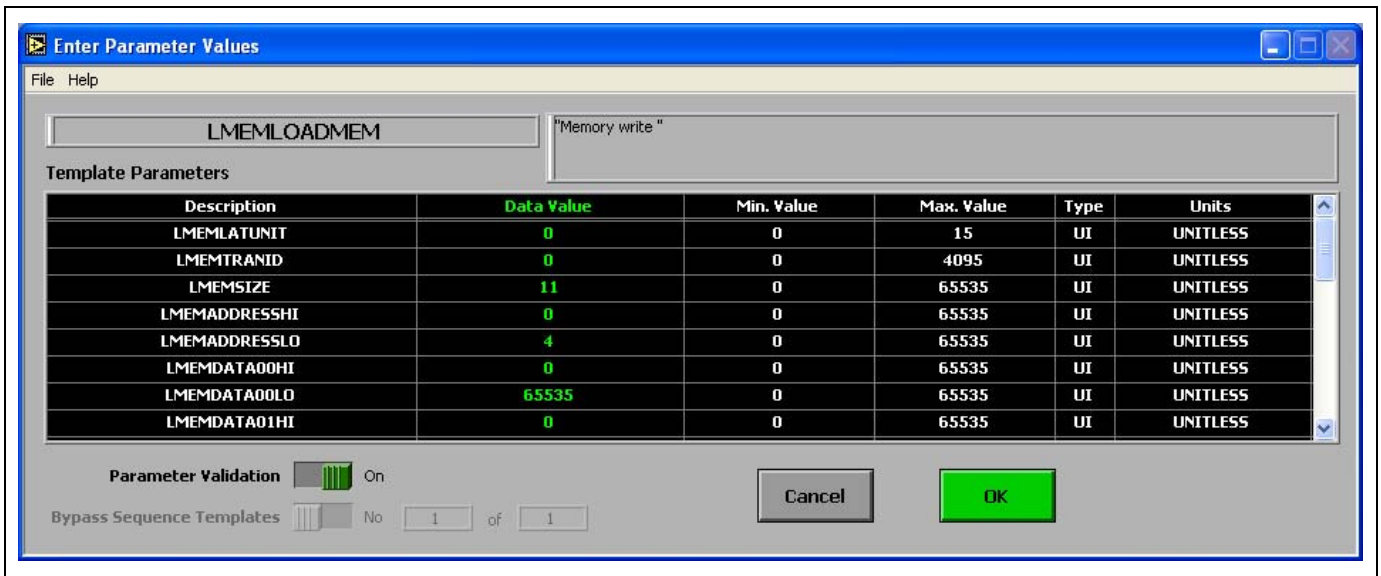 Enter Parameter Values
File Help
LMEMLOADMEM
"Memory write "
Template Parameters
Description Data Value Min. Value Max. Value Type Units
LMEMLATUNIT 0 0 15 UI UNITLESS
LMEMTRANID 0 0 4095 UI UNITLESS
LMEMSIZE 11 0 65535 UI UNITLESS
LMEMADDRESSHI 0 0 65535 UI UNITLESS
LMEMADDRESSLO 4 0 65535 UI UNITLESS
LMEMDATA00HI 0 0 65535 UI UNITLESS
LMEMDATA00LO 65535 0 65535 UI UNITLESS
LMEMDATA01HI 0 0 65535 UI UNITLESS
Parameter Validation On
Cancel OK
Bypass Sequence Templates No 1 of 1